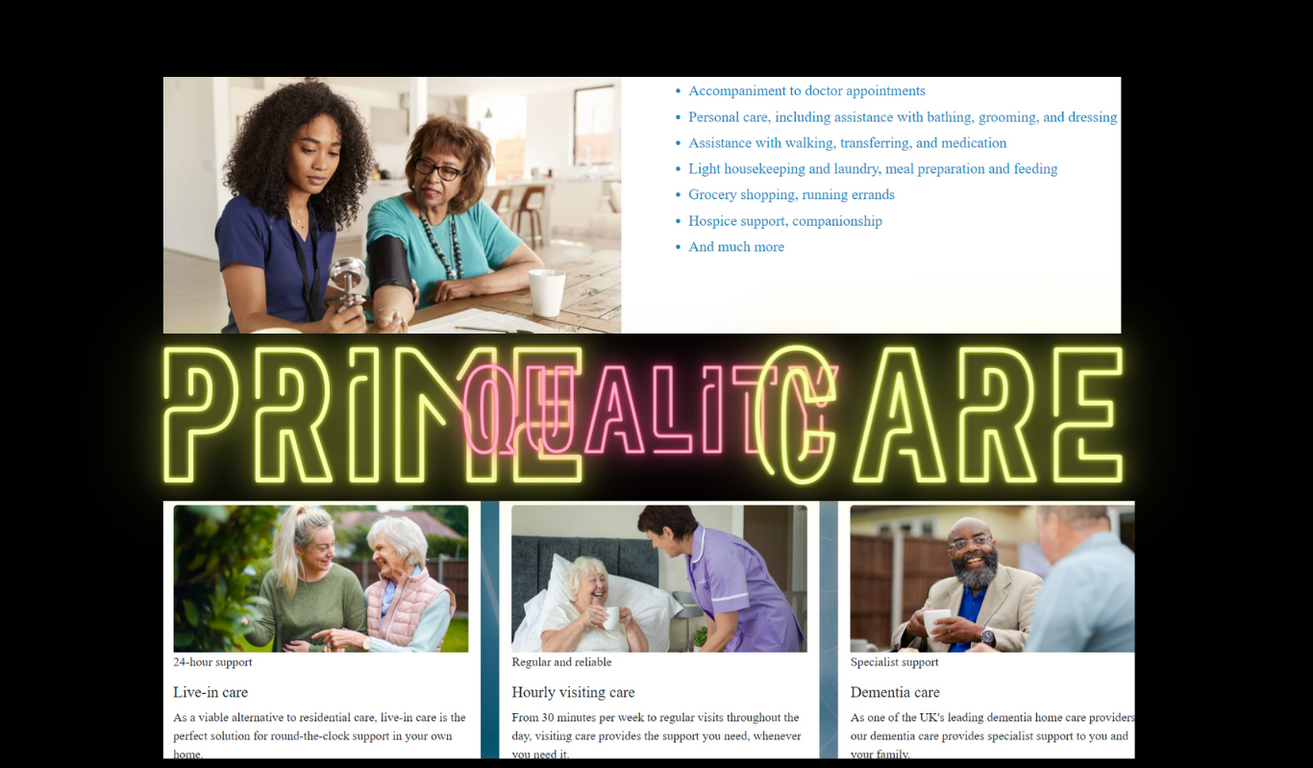 Accompaniment to doctor appointments
Personal care, including assistance with bathing, grooming, and dressing
Assistance with walking, transferring, and medication
Light housekeeping and laundry, meal preparation and feeding
Grocery shopping, running errands
Hospice support, companionship
And much more
PRIME QUALITY CARE
24-hour support
Live-in care
As a viable alternative to residential care, live-in care is the
perfect solution for round-the-clock support in your own
home.
Regular and reliable
Hourly visiting care
From 30 minutes per week to regular visits throughout the
day, visiting care provides the support you need, whenever
you need it.
Specialist support
Dementia care
As one of the UK's leading dementia home care providers
our dementia care provides specialist support to you and
your family.